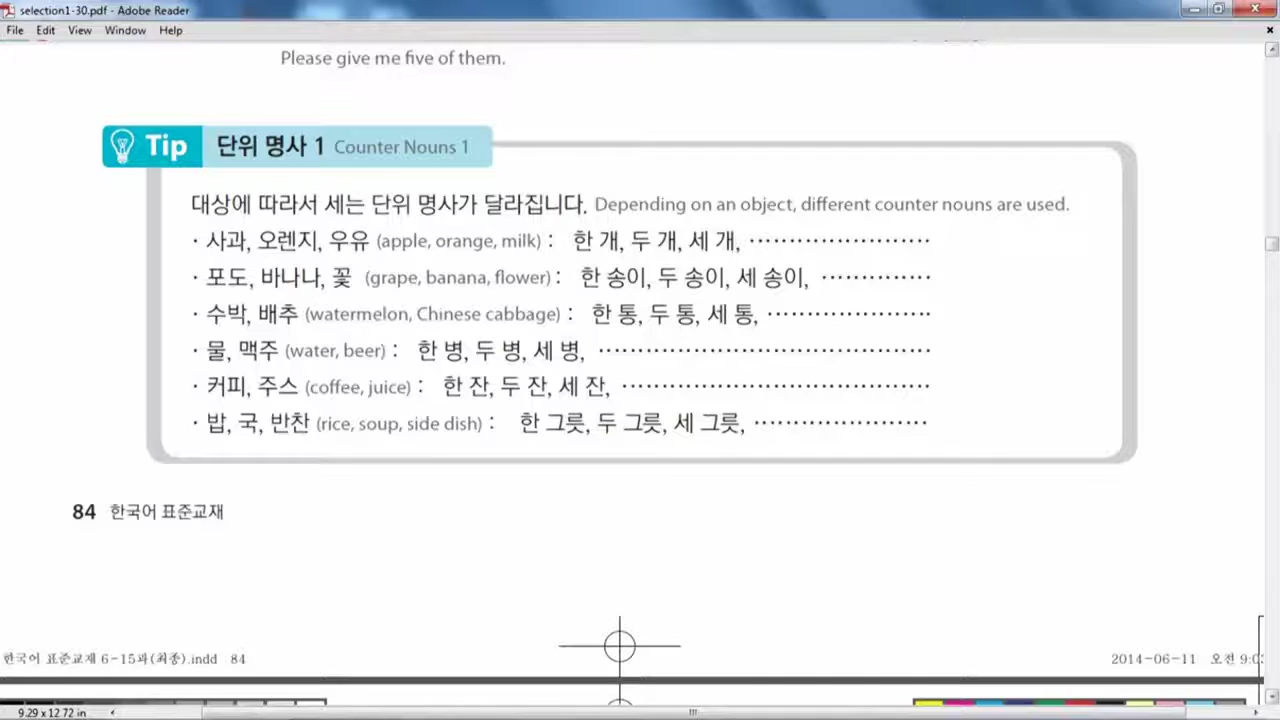 selection1-30.pdf - Adobe Reader
File Edit View Window Help
Please give me five of them.
Tip 단위 명사 1 Counter Nouns 1
대상에 따라서 세는 단위 명사가 달라집니다. Depending on an object, different counter nouns are used.
· 사과, 오렌지, 우유 (apple, orange, milk) : 한 개, 두 개, 세 개, ························
· 포도, 바나나, 꽃 (grape, banana, flower) : 한 송이, 두 송이, 세 송이, ··············
· 수박, 배추 (watermelon, Chinese cabbage) : 한 통, 두 통, 세 통, ·····················
· 물, 맥주 (water, beer) : 한 병, 두 병, 세 병, ···········································
· 커피, 주스 (coffee, juice) : 한 잔, 두 잔, 세 잔, ········································
· 밥, 국, 반찬 (rice, soup, side dish) : 한 그릇, 두 그릇, 세 그릇, ······················
84 한국어 표준교재
한국어 표준교재 6-15과(최종).indd 84
2014-06-11 오전 9:0
9.29 x 12.72 in